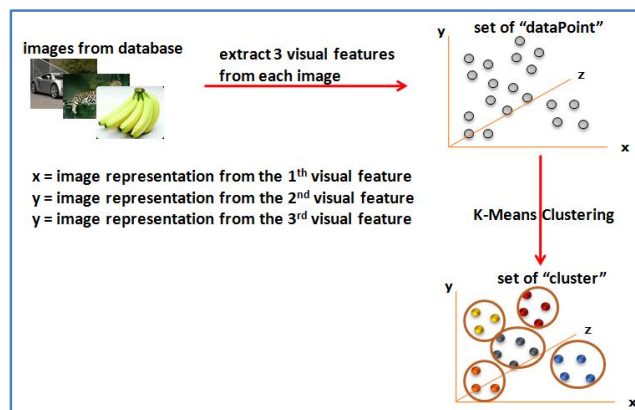 images from database
extract 3 visual features
from each image
set of “dataPoint”
y
z
x
x = image representation from the 1th visual feature
y = image representation from the 2nd visual feature
y = image representation from the 3rd visual feature
K-Means Clustering
set of “cluster”
y
z
x